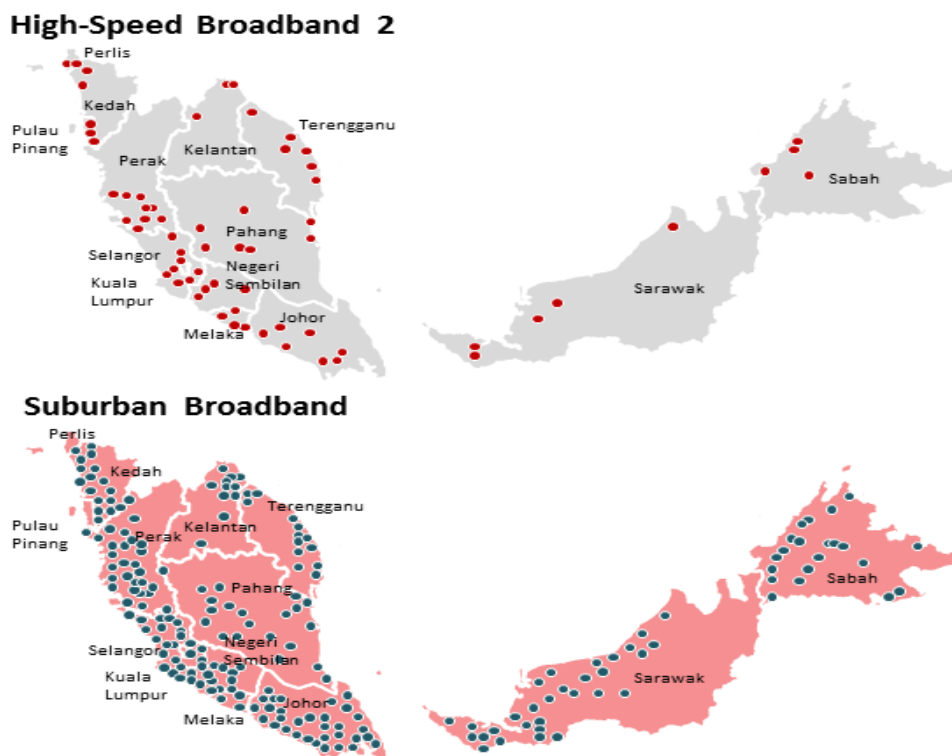 High-Speed Broadband 2
Perlis
Kedah
Pulau
Pinang
Perak
Kelantan
Terengganu
Pahang
Selangor
Kuala
Lumpur
Negeri
Sembilan
Melaka
Johor
Sabah
Sarawak
Suburban Broadband
Perlis
Kedah
Pulau
Pinang
Perak
Kelantan
Terengganu
Pahang
Selangor
Kuala
Lumpur
Negeri
Sembilan
Melaka
Johor
Sabah
Sarawak